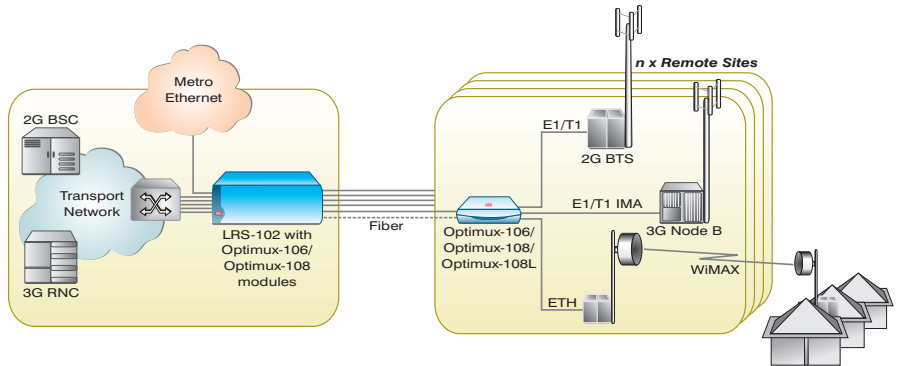 n x Remote Sites
Metro
Ethernet
2G BSC
Transport
Network
3G RNC
LRS-102 with
Optimux-106/
Optimux-108
modules
Fiber
Optimux-106/
Optimux-108/
Optimux-108L
E1/T1
2G BTS
E1/T1 IMA
3G Node B
ETH
WiMAX